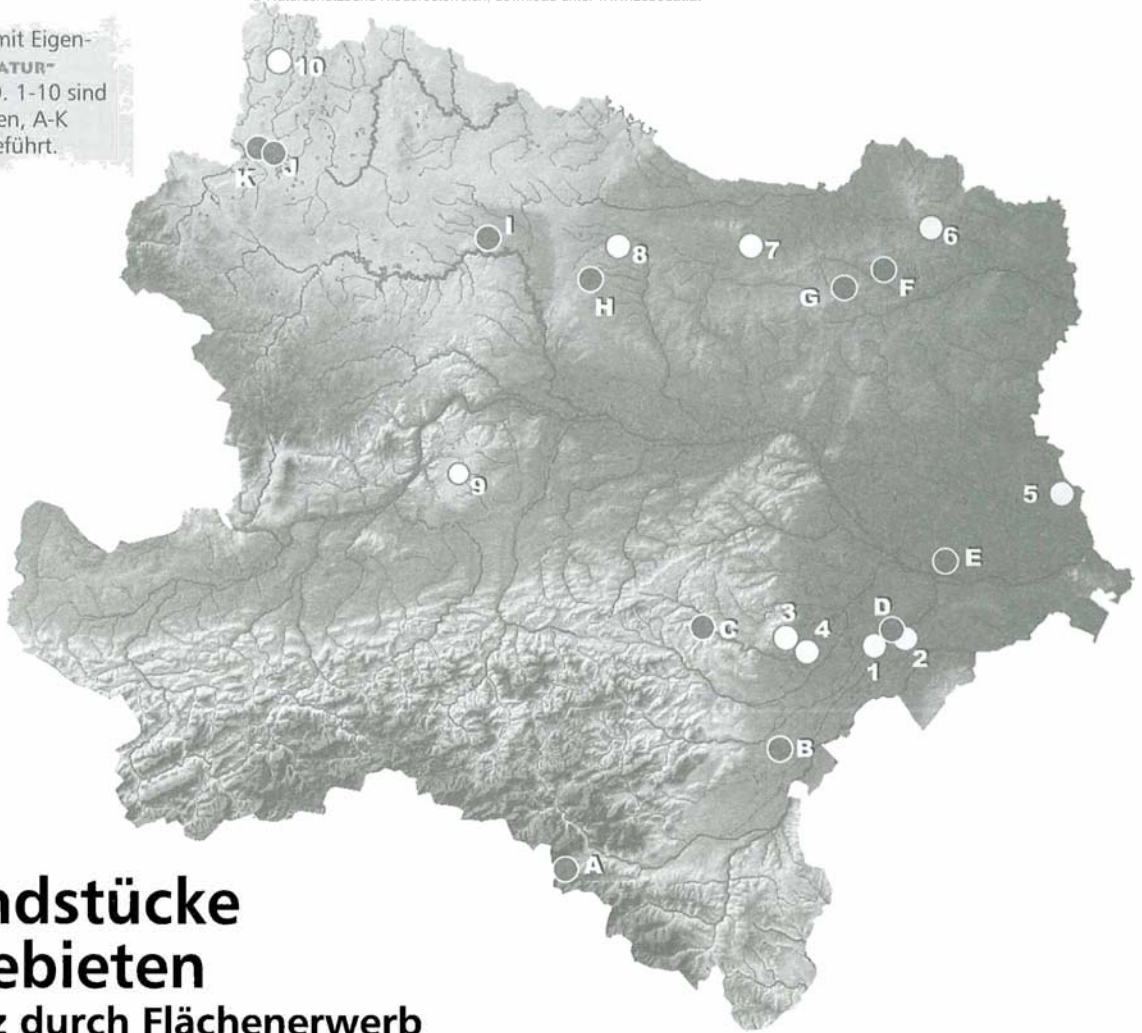 mit Eigen-
ATUR-
. 1-10 sind
en, A-K
eführt.
10
K
J
I
8
H
7
6
F
G
9
5
E
D
3
4
C
1
2
B
A
ndstücke
ebieten
z durch Flächenerwerb